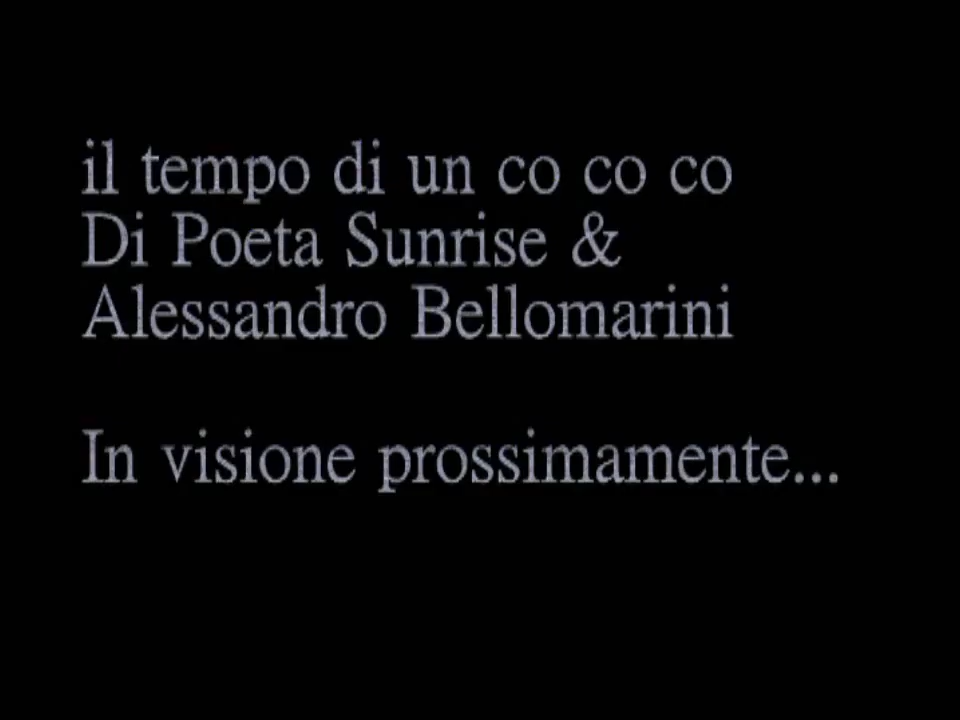 il tempo di un co co co
Di Poeta Sunrise &
Alessandro Bellomarini
In visione prossimamente...